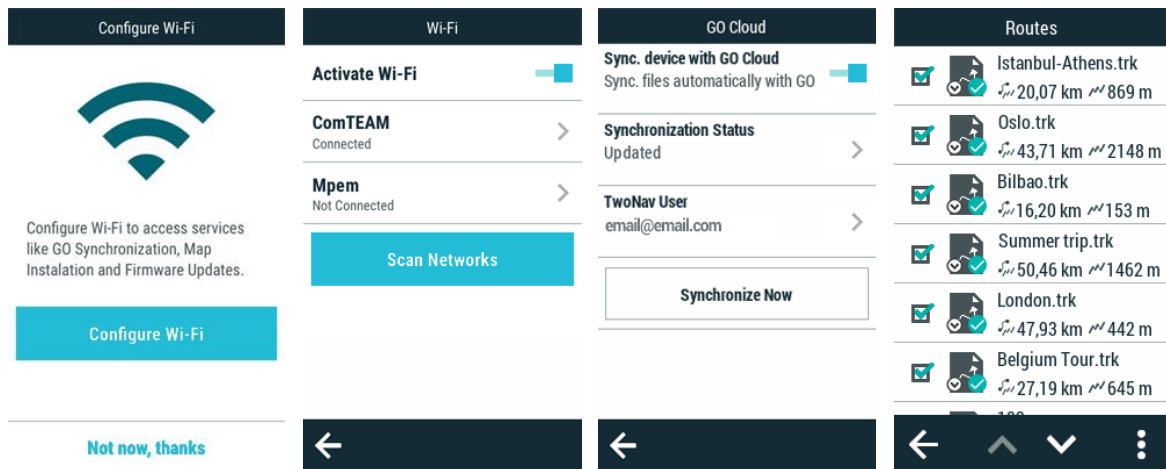 Configure Wi-Fi
Configure Wi-Fi to access services
like GO Synchronization, Map
Instalation and Firmware Updates.
Configure Wi-Fi
Not now, thanks
Wi-Fi
Activate Wi-Fi
ComTEAM
Connected
Mpem
Not Connected
Scan Networks
GO Cloud
Sync. device with GO Cloud
Sync. files automatically with GO
Synchronization Status
Updated
TwoNav User
email@email.com
Synchronize Now
Routes
Istanbul-Athens.trk
20,07 km 869 m
Oslo.trk
43,71 km 2148 m
Bilbao.trk
16,20 km 153 m
Summer trip.trk
50,46 km 1462 m
London.trk
47,93 km 442 m
Belgium Tour.trk
27,19 km 645 m